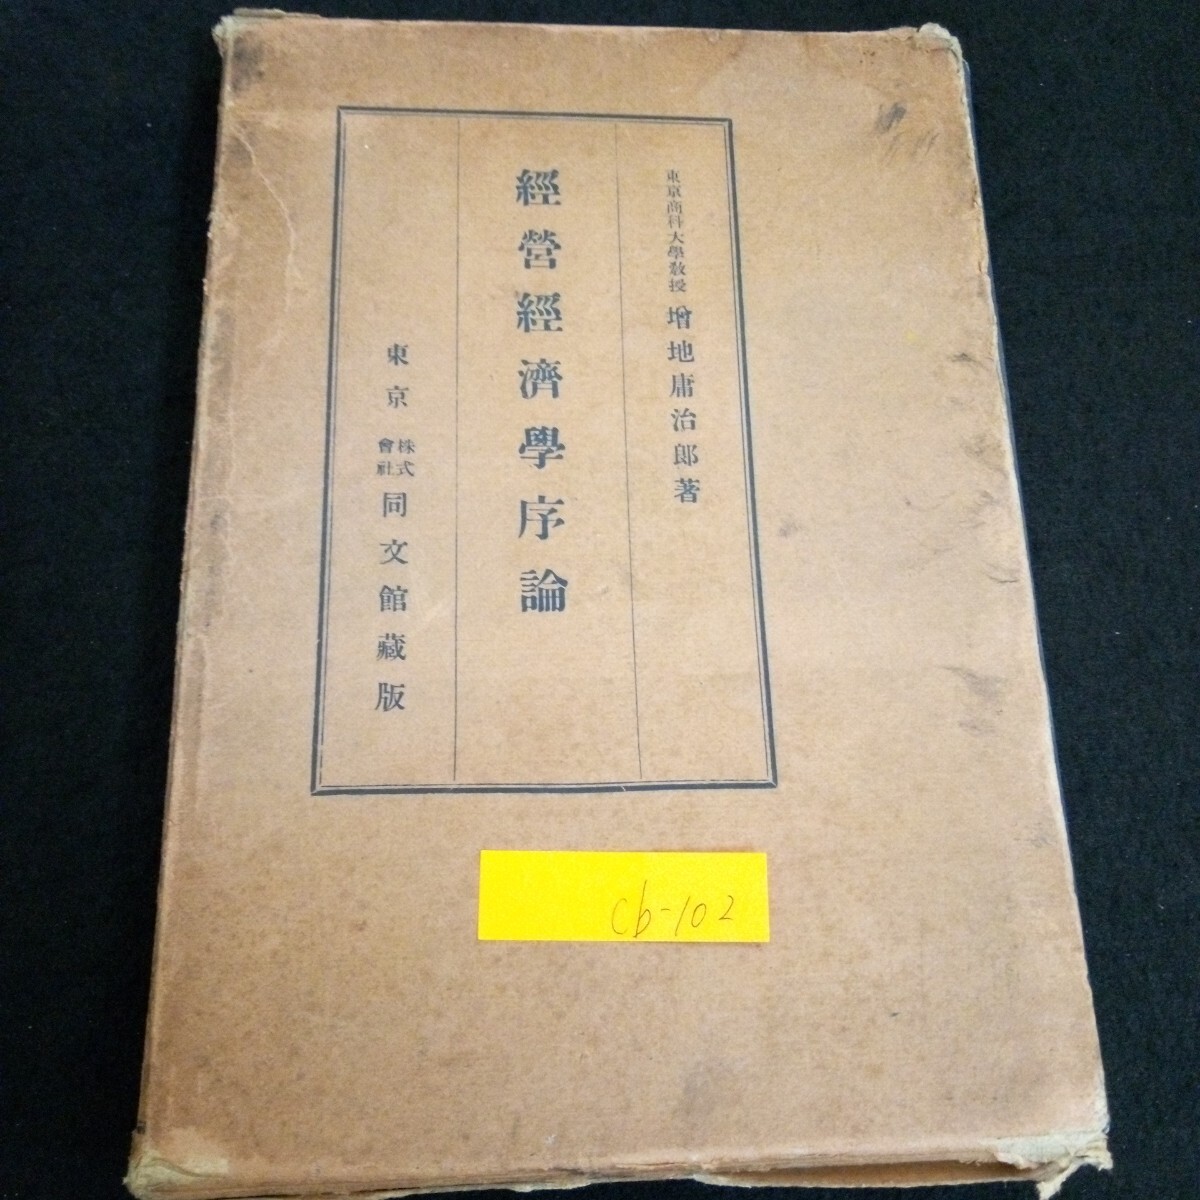 東京商科大學教授 增地庸治郎著
經營經濟學序論
東京 株式會社 同文館藏版
cb-102